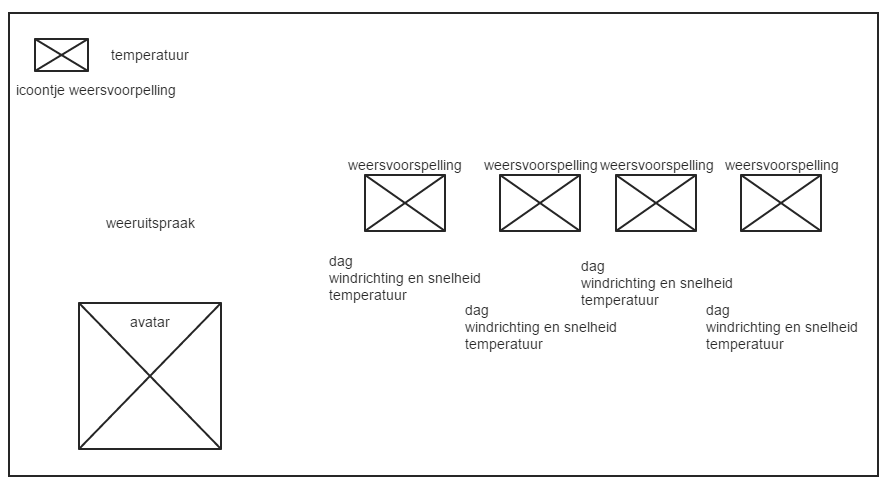 temperatuur
icoontje weersvoorpelling
weersvoorspelling
weersvoorspelling
weersvoorspelling
weersvoorspelling
weeruitspraak
dag
windrichting en snelheid
temperatuur
dag
windrichting en snelheid
temperatuur
dag
windrichting en snelheid
temperatuur
dag
windrichting en snelheid
temperatuur
avatar